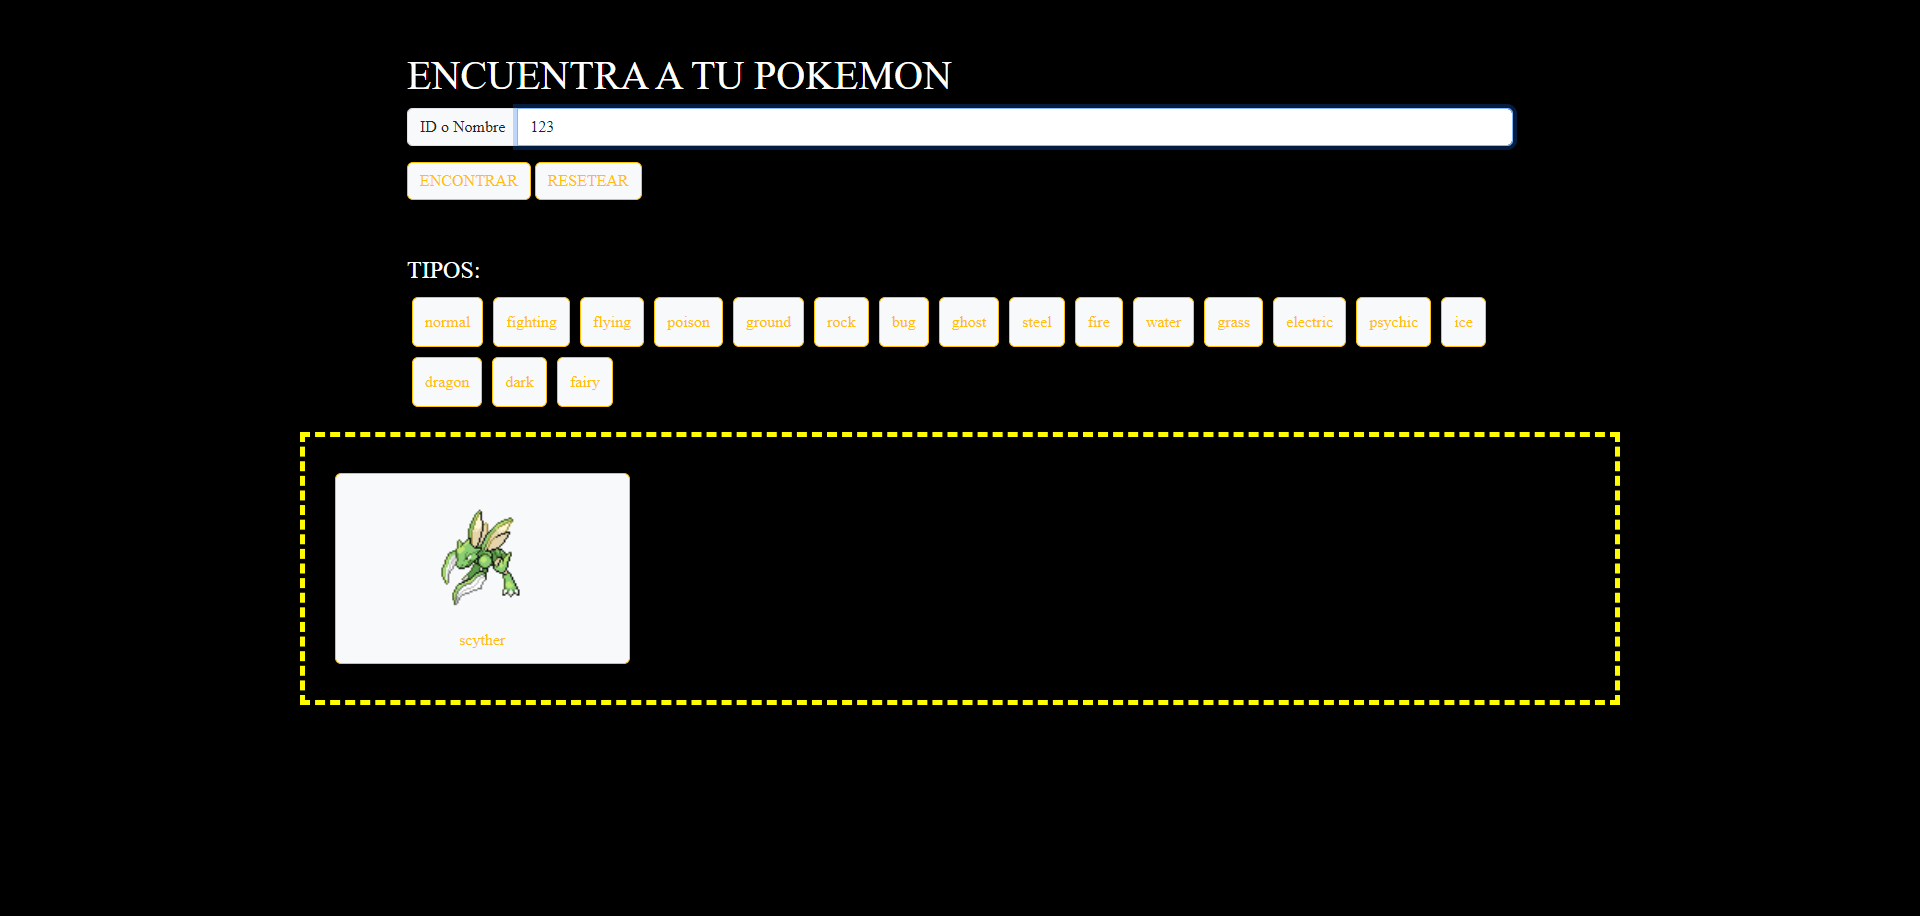 ENCUENTRA A TU POKEMON
ID o Nombre 123
ENCONTRAR RESETEAR
TIPOS:
normal fighting flying poison ground rock bug ghost steel fire water grass electric psychic ice
dragon dark fairy
scyther